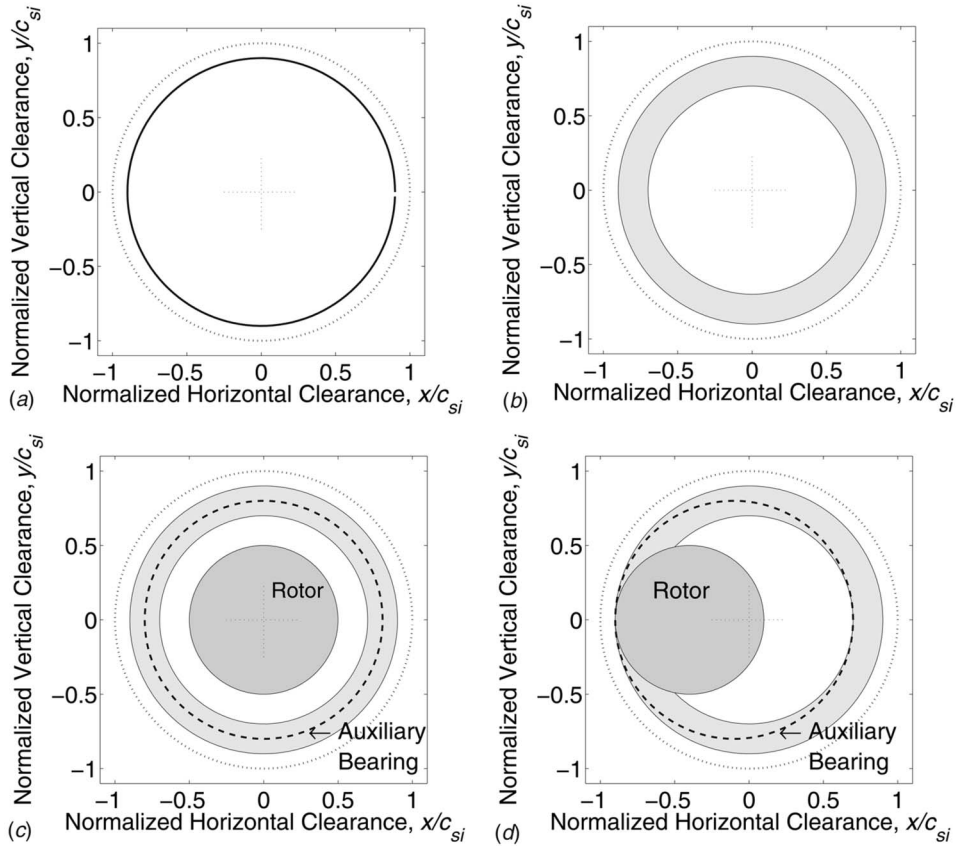 Normalized Vertical Clearance, y/c_si
1
0.5
0
−0.5
−1
−1 −0.5 0 0.5 1
(a) Normalized Horizontal Clearance, x/c_si
Normalized Vertical Clearance, y/c_si
1
0.5
0
−0.5
−1
−1 −0.5 0 0.5 1
(b) Normalized Horizontal Clearance, x/c_si
Normalized Vertical Clearance, y/c_si
1
0.5
0
−0.5
−1
Rotor
← Auxiliary
Bearing
−1 −0.5 0 0.5 1
(c) Normalized Horizontal Clearance, x/c_si
Normalized Vertical Clearance, y/c_si
1
0.5
0
−0.5
−1
Rotor
← Auxiliary
Bearing
−1 −0.5 0 0.5 1
(d) Normalized Horizontal Clearance, x/c_si